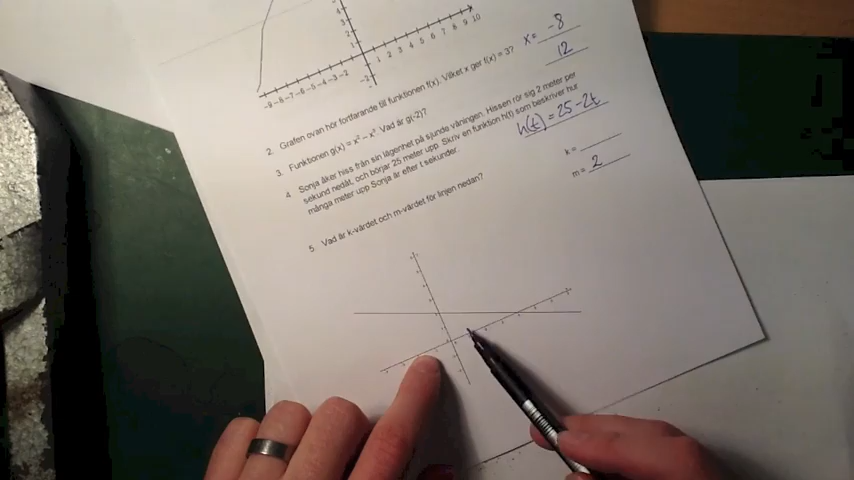 4
3
2
1
-9 -8 -7 -6 -5 -4 -3 -2 1 2 3 4 5 6 7 8 9 10
-2
2. Grafen ovan hör fortfarande till funktionen f(x). Vilket x ger f(x) = 3? x = -8
3. Funktionen g(x) = x² – x³. Vad är g(-2)? 12
4. Sonja åker hiss från sin lägenhet på sjunde våningen. Hissen rör sig 2 meter per
sekund nedåt, och börjar 25 meter upp. Skriv en funktion h(t) som beskriver hur
många meter upp Sonja är efter t sekunder. h(t) = 25 - 2t
5. Vad är k-värdet och m-värdet för linjen nedan? k =
m = 2